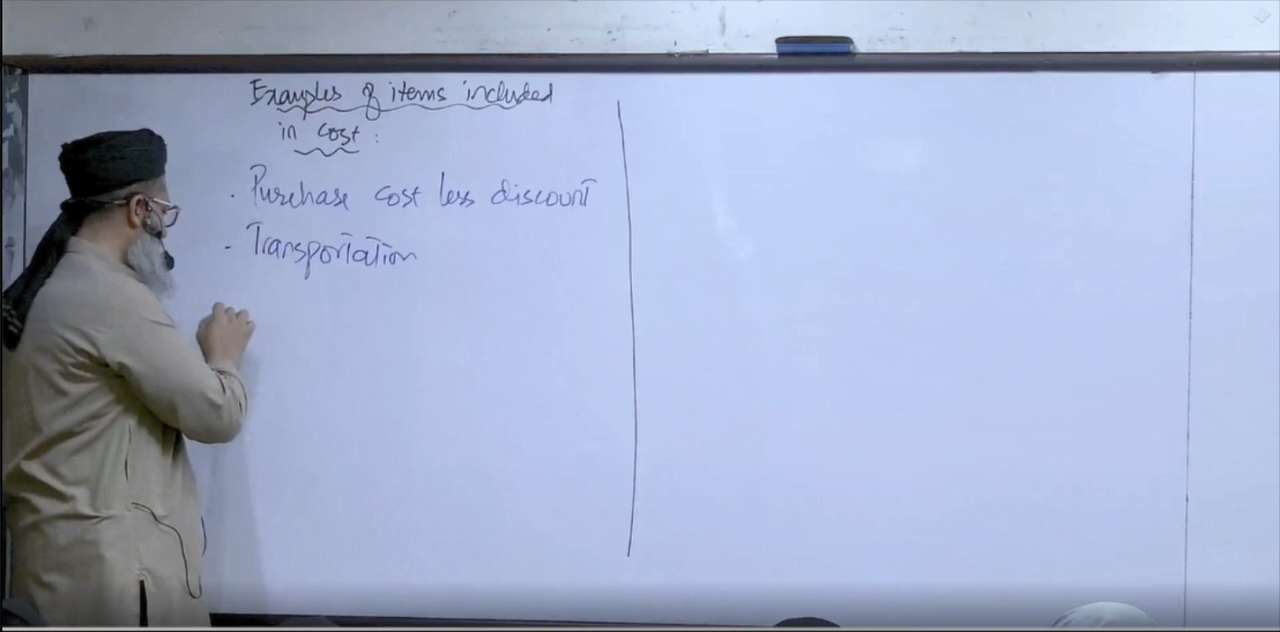 Examples of items included
in cost :
. Purchase cost less discount
- Transportation